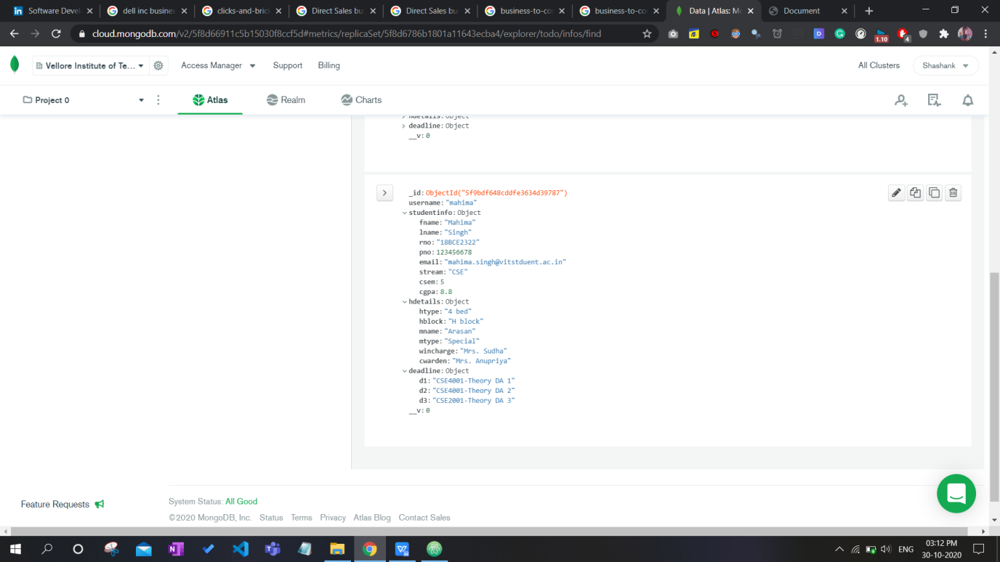 Software Devel
dell inc busines
clicks-and-brick
Direct Sales bus
Direct Sales bus
business-to-con
business-to-con
Data | Atlas: Mo
Document
cloud.mongodb.com/v2/5f8d66911c5b15030f8ccf5d#metrics/replicaSet/5f8d6786b1801a11643ecba4/explorer/todo/infos/find
1.10
4
Vellore Institute of Te...
Access Manager
Support
Billing
All Clusters
Shashank
Project 0
Atlas
Realm
Charts
hdetails: Object
deadline: Object
__v: 0
_id: ObjectId("5f9bdf648cddfe3634d39787")
username: "mahima"
studentinfo: Object
fname: "Mahima"
lname: "Singh"
rno: "18BCE2322"
pno: 123456678
email: "mahima.singh@vitstduent.ac.in"
stream: "CSE"
csem: 5
cgpa: 8.8
hdetails: Object
htype: "4 bed"
hblock: "H block"
mname: "Arasan"
mtype: "Special"
wincharge: "Mrs. Sudha"
cwarden: "Mrs. Anupriya"
deadline: Object
d1: "CSE4001-Theory DA 1"
d2: "CSE4001-Theory DA 2"
d3: "CSE2001-Theory DA 3"
__v: 0
Feature Requests
System Status: All Good
©2020 MongoDB, Inc. Status Terms Privacy Atlas Blog Contact Sales
ENG
03:12 PM
30-10-2020